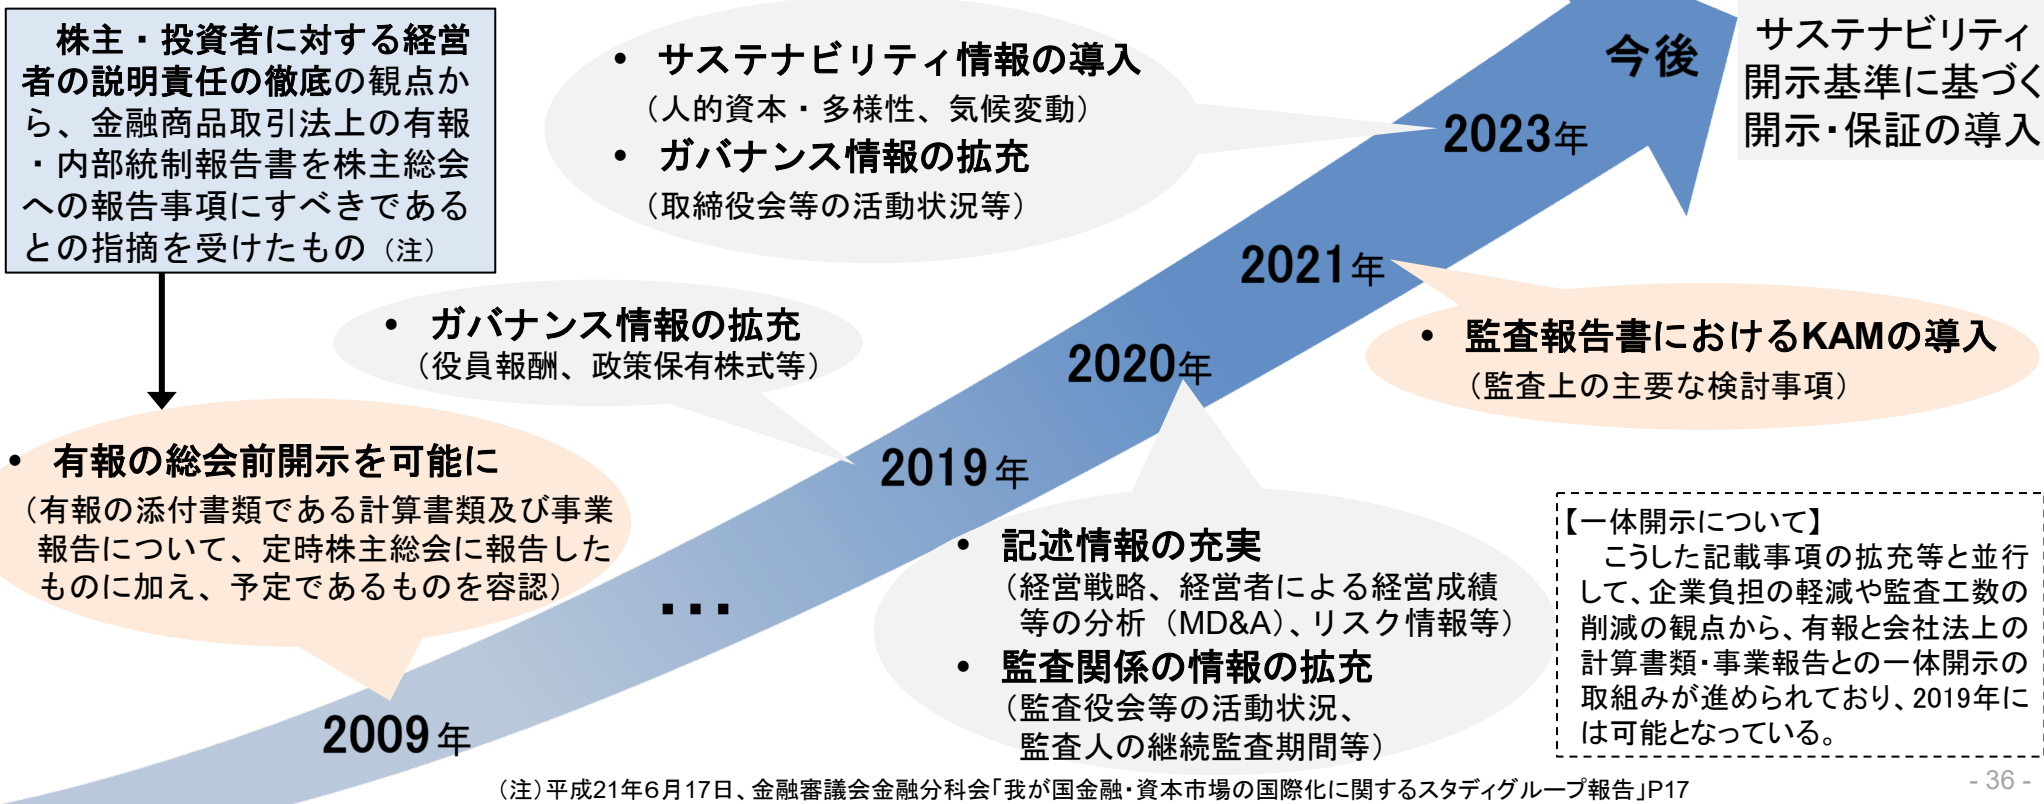 株主・投資者に対する経営
者の説明責任の徹底の観点か
ら、金融商品取引法上の有報
・内部統制報告書を株主総会
への報告事項にすべきである
との指摘を受けたもの（注）
• 有報の総会前開示を可能に
（有報の添付書類である計算書類及び事業
報告について、定時株主総会に報告した
ものに加え、予定であるものを容認）
2009年
…
• ガバナンス情報の拡充
（役員報酬、政策保有株式等）
2019年
• 記述情報の充実
（経営戦略、経営者による経営成績
等の分析（MD&A）、リスク情報等）
• 監査関係の情報の拡充
（監査役会等の活動状況、
監査人の継続監査期間等）
2020年
• 監査報告書におけるKAMの導入
（監査上の主要な検討事項）
2021年
• サステナビリティ情報の導入
（人的資本・多様性、気候変動）
• ガバナンス情報の拡充
（取締役会等の活動状況等）
2023年
今後
サステナビリティ
開示基準に基づく
開示・保証の導入
【一体開示について】
こうした記載事項の拡充等と並行
して、企業負担の軽減や監査工数の
削減の観点から、有報と会社法上の
計算書類・事業報告との一体開示の
取組みが進められており、2019年に
は可能となっている。
（注）平成21年6月17日、金融審議会金融分科会「我が国金融・資本市場の国際化に関するスタディグループ報告」P17
- 36 -